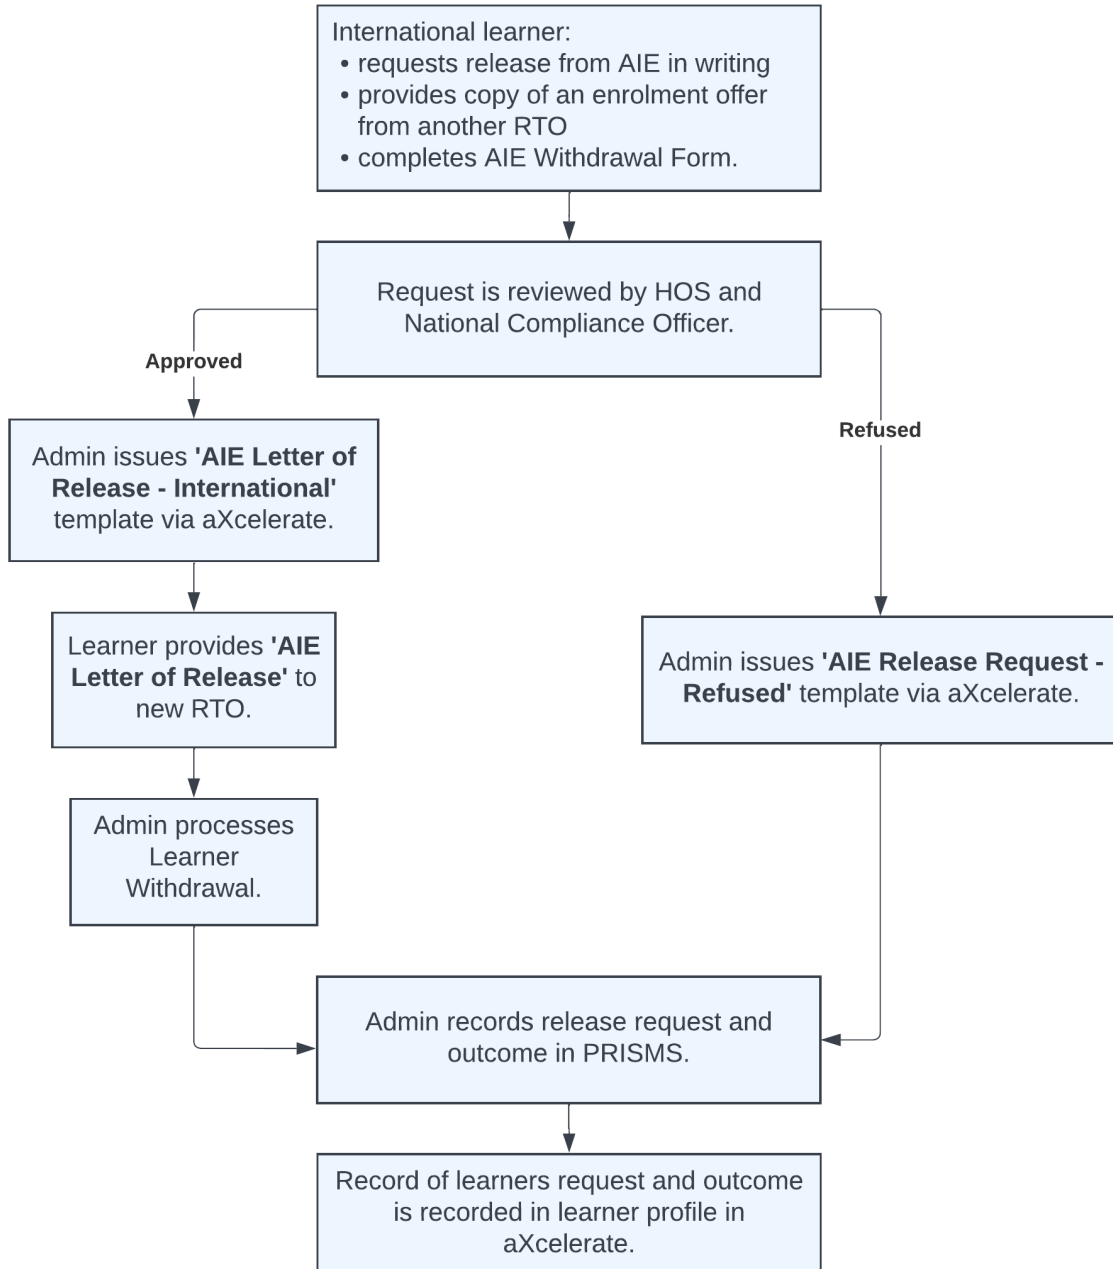 International learner:
• requests release from AIE in writing
• provides copy of an enrolment offer
from another RTO
• completes AIE Withdrawal Form.
Request is reviewed by HOS and
National Compliance Officer.
Approved
Refused
Admin issues 'AIE Letter of
Release - International'
template via aXcelerate.
Learner provides 'AIE
Letter of Release' to
new RTO.
Admin issues 'AIE Release Request -
Refused' template via aXcelerate.
Admin processes
Learner
Withdrawal.
Admin records release request and
outcome in PRISMS.
Record of learners request and outcome
is recorded in learner profile in
aXcelerate.